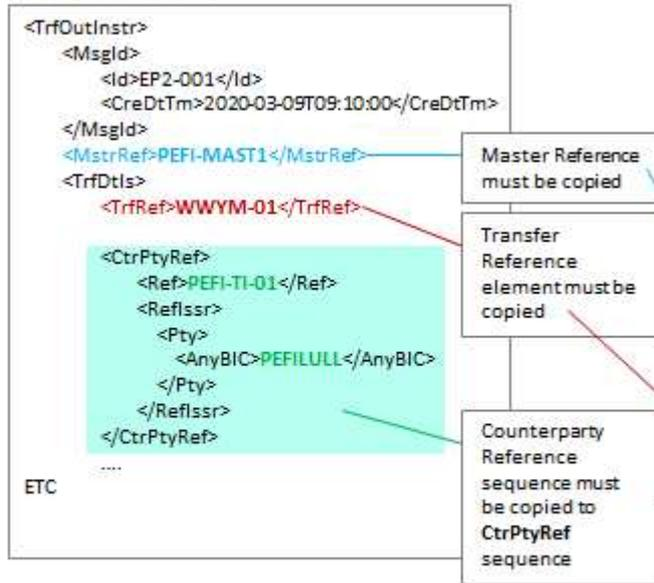 <TrfOutInstr>
<MsgId>
<Id>EP2-001</Id>
<CreDtTm>2020-03-09T09:10:00</CreDtTm>
</MsgId>
<MstrRef>PEFI-MAST1</MstrRef>
<TrfDtls>
<TrfRef>WWYM-01</TrfRef>
<CtrPtyRef>
<Ref>PEFI-TI-01</Ref>
<RefIssr>
<Pty>
<AnyBIC>PEFILULL</AnyBIC>
</Pty>
</RefIssr>
</CtrPtyRef>
....
ETC
Master Reference
must be copied
Transfer
Reference
element must be
copied
Counterparty
Reference
sequence must
be copied to
CtrPtyRef
sequence